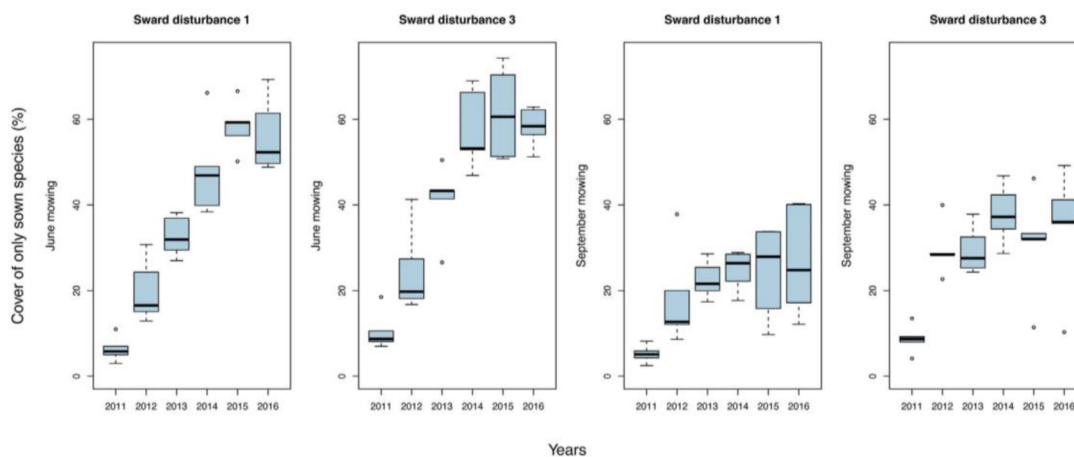 Sward disturbance 1
Sward disturbance 3
Sward disturbance 1
Sward disturbance 3
Cover of only sown species (%)
June mowing
0 20 40 60
2011 2012 2013 2014 2015 2016
June mowing
0 20 40 60
2011 2012 2013 2014 2015 2016
September mowing
0 20 40 60
2011 2012 2013 2014 2015 2016
September mowing
0 20 40 60
2011 2012 2013 2014 2015 2016
Years